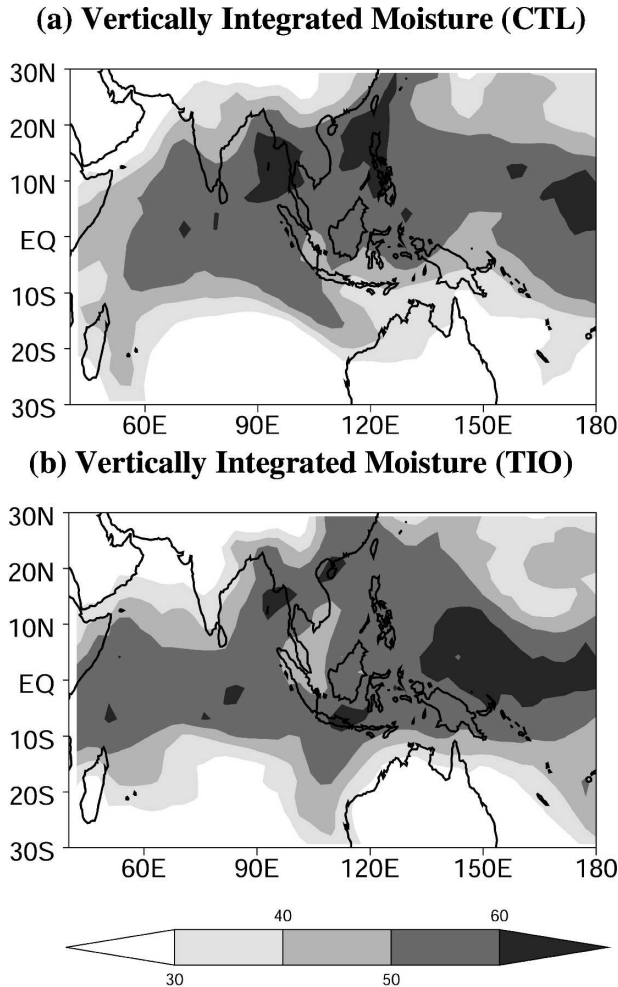 (a) Vertically Integrated Moisture (CTL)
30N
20N
10N
EQ
10S
20S
30S
60E 90E 120E 150E 180
(b) Vertically Integrated Moisture (TIO)
30N
20N
10N
EQ
10S
20S
30S
60E 90E 120E 150E 180
40 60
30 50